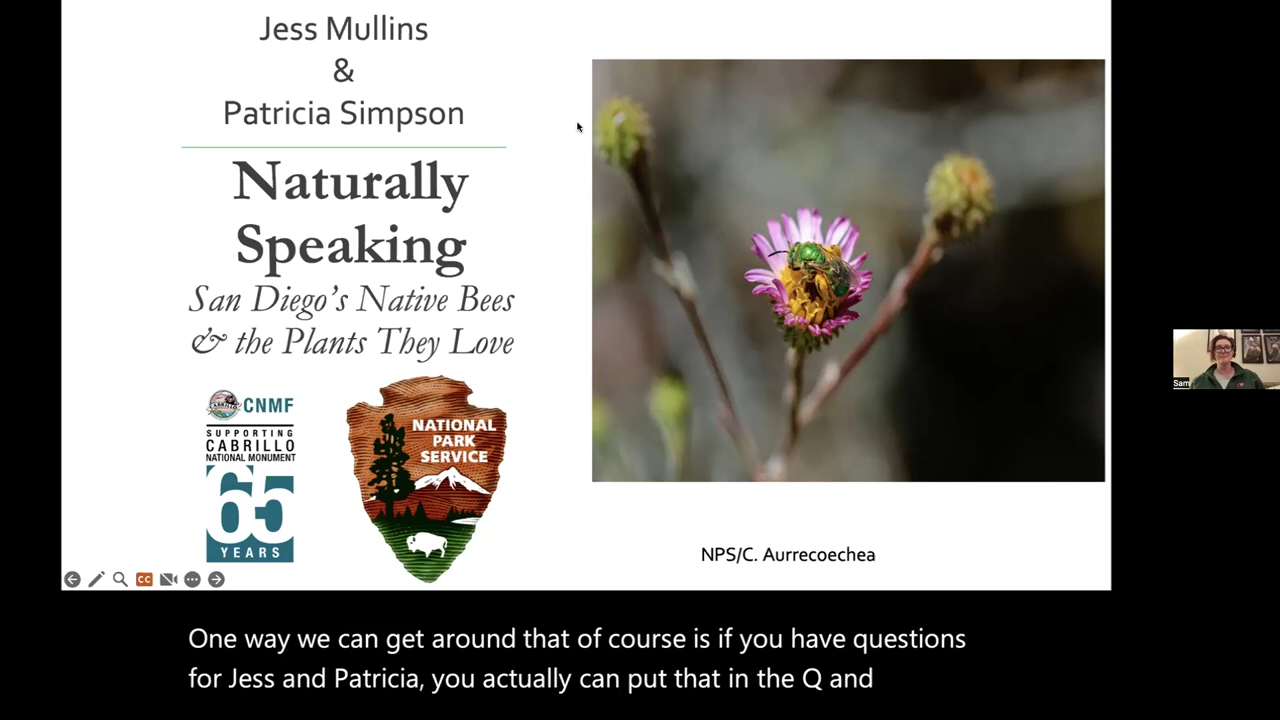 Jess Mullins
&
Patricia Simpson
Naturally
Speaking
San Diego's Native Bees
& the Plants They Love
CNMF
SUPPORTING
CABRILLO
NATIONAL MONUMENT
65
YEARS
NATIONAL
PARK
SERVICE
NPS/C. Aurrecoechea
CC
Sam
One way we can get around that of course is if you have questions
for Jess and Patricia, you actually can put that in the Q and